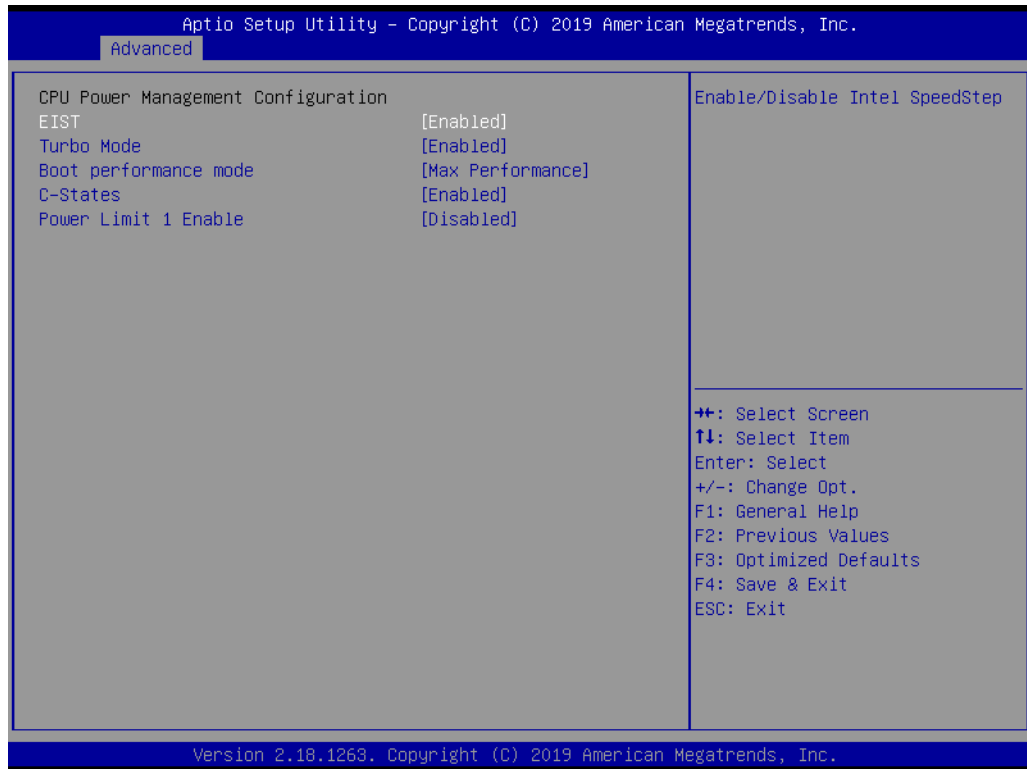 Aptio Setup Utility – Copyright (C) 2019 American Megatrends, Inc.
Advanced
CPU Power Management Configuration
EIST [Enabled]
Turbo Mode [Enabled]
Boot performance mode [Max Performance]
C-States [Enabled]
Power Limit 1 Enable [Disabled]
Enable/Disable Intel SpeedStep
→←: Select Screen
↑↓: Select Item
Enter: Select
+/-: Change Opt.
F1: General Help
F2: Previous Values
F3: Optimized Defaults
F4: Save & Exit
ESC: Exit
Version 2.18.1263. Copyright (C) 2019 American Megatrends, Inc.